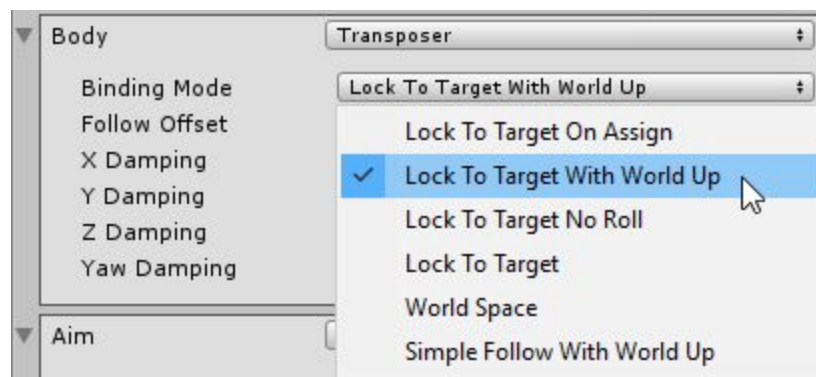 Body Transposer
Binding Mode Lock To Target With World Up
Follow Offset Lock To Target On Assign
X Damping Lock To Target With World Up
Y Damping Lock To Target No Roll
Z Damping Lock To Target
Yaw Damping World Space
Aim Simple Follow With World Up